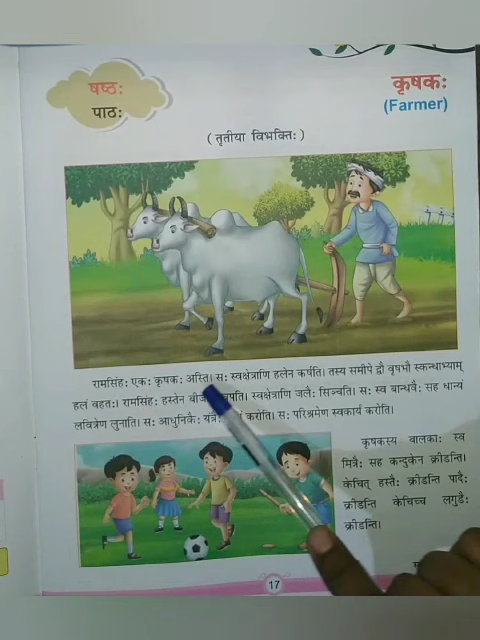 षष्ठः
पाठः
कृषकः
(Farmer)
( तृतीया विभक्तिः )
रामसिंहः एकः कृषकः अस्ति। सः स्वक्षेत्राणि हलेन कर्षति। तस्य समीपे द्वौ वृषभौ स्कन्धाभ्याम्
हलं वहतः। रामसिंहः हस्तेन स्वक्षेत्राणि जलैः सिञ्चति। सः स्व बान्धवैः सह धान्यं
लवित्रेण लुनाति। सः आधुनिकैः करोति। सः परिश्रमेण स्वकार्यं करोति।
कृषकस्य बालकाः स्व
मित्रैः सह कन्दुकेन क्रीडन्ति।
केचित् हस्तैः क्रीडन्ति पादैः
क्रीडन्ति केचिच्च लगुडैः
क्रीडन्ति।
17